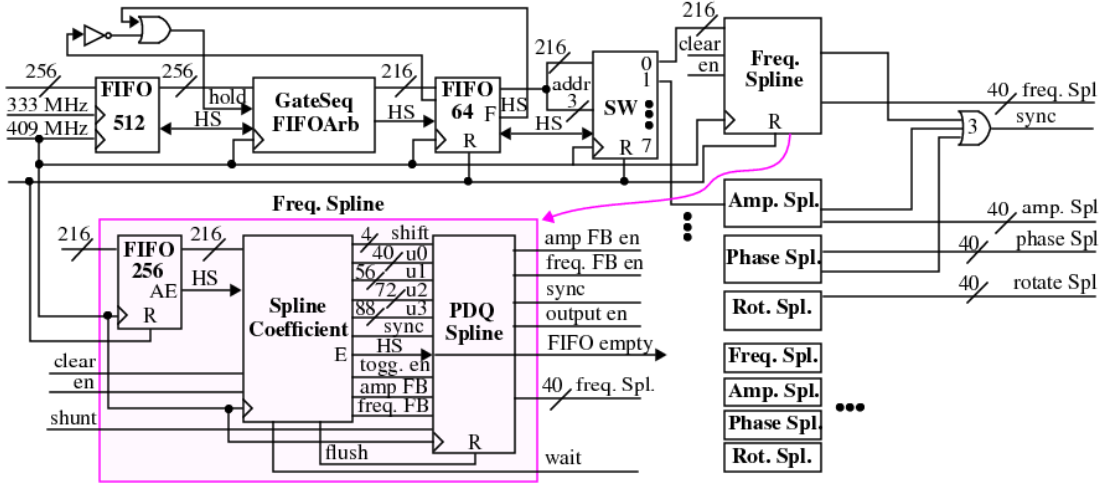 216
256
FIFO
512
333 MHz
409 MHz
256
hold
HS
GateSeq
FIFOArb
216
HS
FIFO
64
F
R
HS
216
addr
3
HS
SW
0
1
7
R
216
clear
en
Freq.
Spline
R
40 freq. Spl
3
sync
Amp. Spl.
40 amp. Spl
Phase Spl.
40 phase Spl
Rot. Spl.
40 rotate Spl
Freq. Spl.
Amp. Spl.
Phase Spl.
Rot. Spl.
Freq. Spline
216
FIFO
256
AE
R
216
HS
clear
en
shunt
Spline
Coefficient
E
4 shift
40 u0
56 u1
72 u2
88 u3
sync
HS
togg. en
amp FB
freq. FB
flush
PDQ
Spline
R
amp FB en
freq. FB en
sync
output en
FIFO empty
40 freq. Spl.
wait